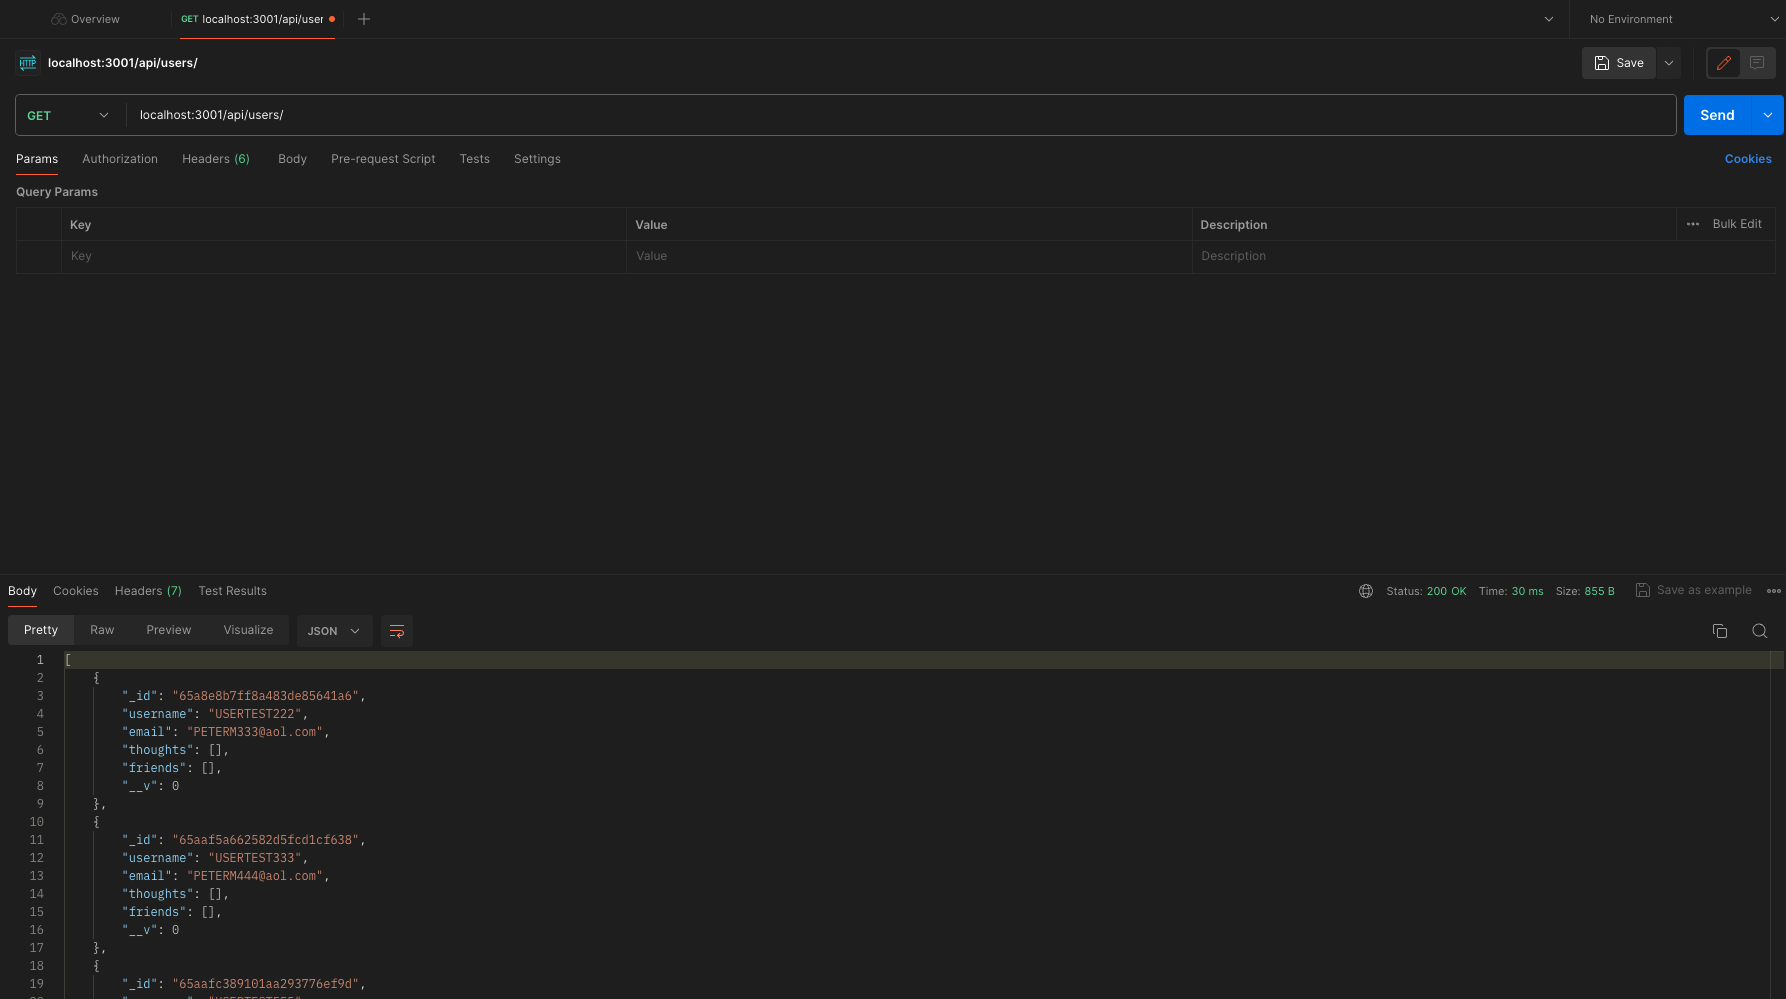 Overview
GET localhost:3001/api/user
No Environment
HTTP localhost:3001/api/users/
Save
GET localhost:3001/api/users/
Send
Params Authorization Headers (6) Body Pre-request Script Tests Settings
Cookies
Query Params
Key Value Description ••• Bulk Edit
Key Value Description
Body Cookies Headers (7) Test Results
Status: 200 OK Time: 30 ms Size: 855 B Save as example
Pretty Raw Preview Visualize JSON
1 [
2 {
3 "_id": "65a8e8b7ff8a483de85641a6",
4 "username": "USERTEST222",
5 "email": "PETERM333@aol.com",
6 "thoughts": [],
7 "friends": [],
8 "__v": 0
9 },
10 {
11 "_id": "65aaf5a662582d5fcd1cf638",
12 "username": "USERTEST333",
13 "email": "PETERM444@aol.com",
14 "thoughts": [],
15 "friends": [],
16 "__v": 0
17 },
18 {
19 "_id": "65aafc389101aa293776ef9d",